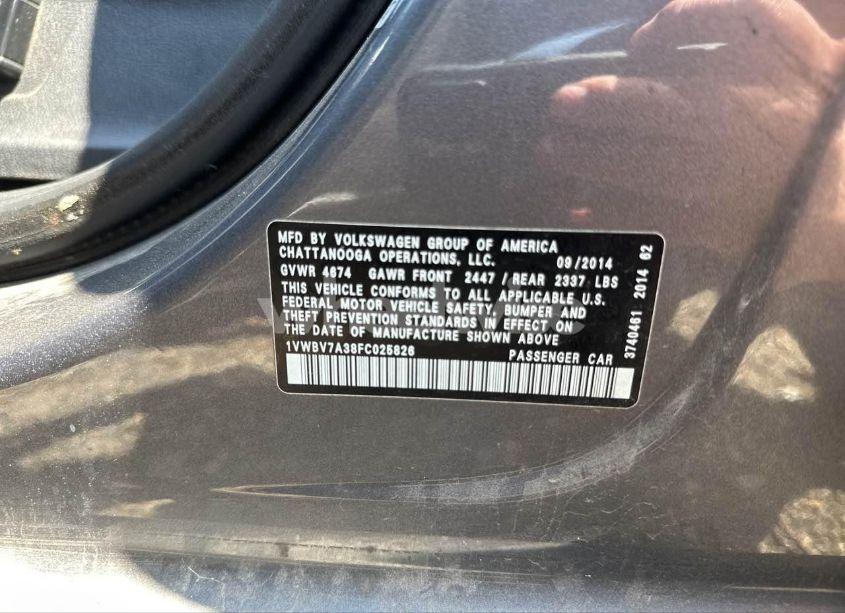 MFD BY VOLKSWAGEN GROUP OF AMERICA
CHATTANOOGA OPERATIONS, LLC. 09/2014
GVWR 4674 GAWR FRONT 2447 / REAR 2337 LBS
THIS VEHICLE CONFORMS TO ALL APPLICABLE U.S.
FEDERAL MOTOR VEHICLE SAFETY, BUMPER AND
THEFT PREVENTION STANDARDS IN EFFECT ON
THE DATE OF MANUFACTURE SHOWN ABOVE
1VWBV7A38FC025826 PASSENGER CAR
3740461 2014 62